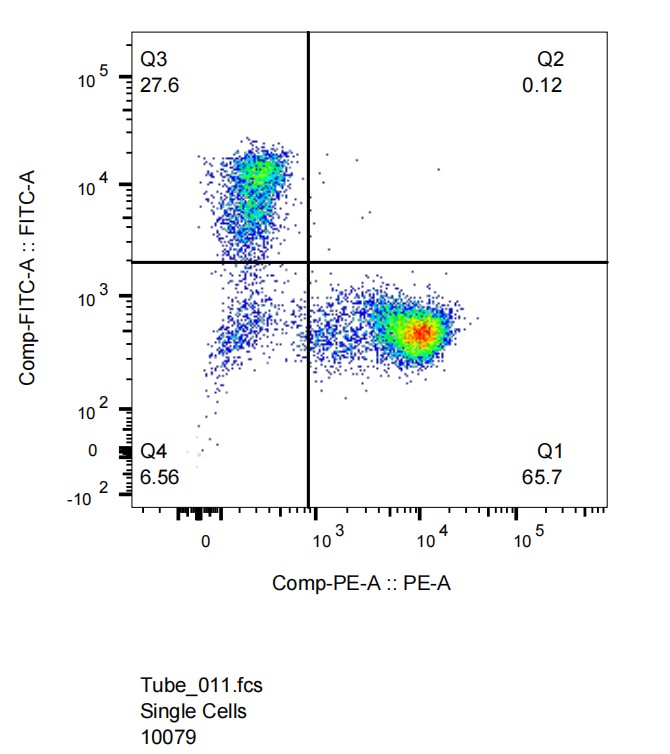 Q3
27.6
Q2
0.12
10 5
10 4
10 3
10 2
0
-10 2
Comp-FITC-A :: FITC-A
Q4
6.56
Q1
65.7
0
10 3
10 4
10 5
Comp-PE-A :: PE-A
Tube_011.fcs
Single Cells
10079